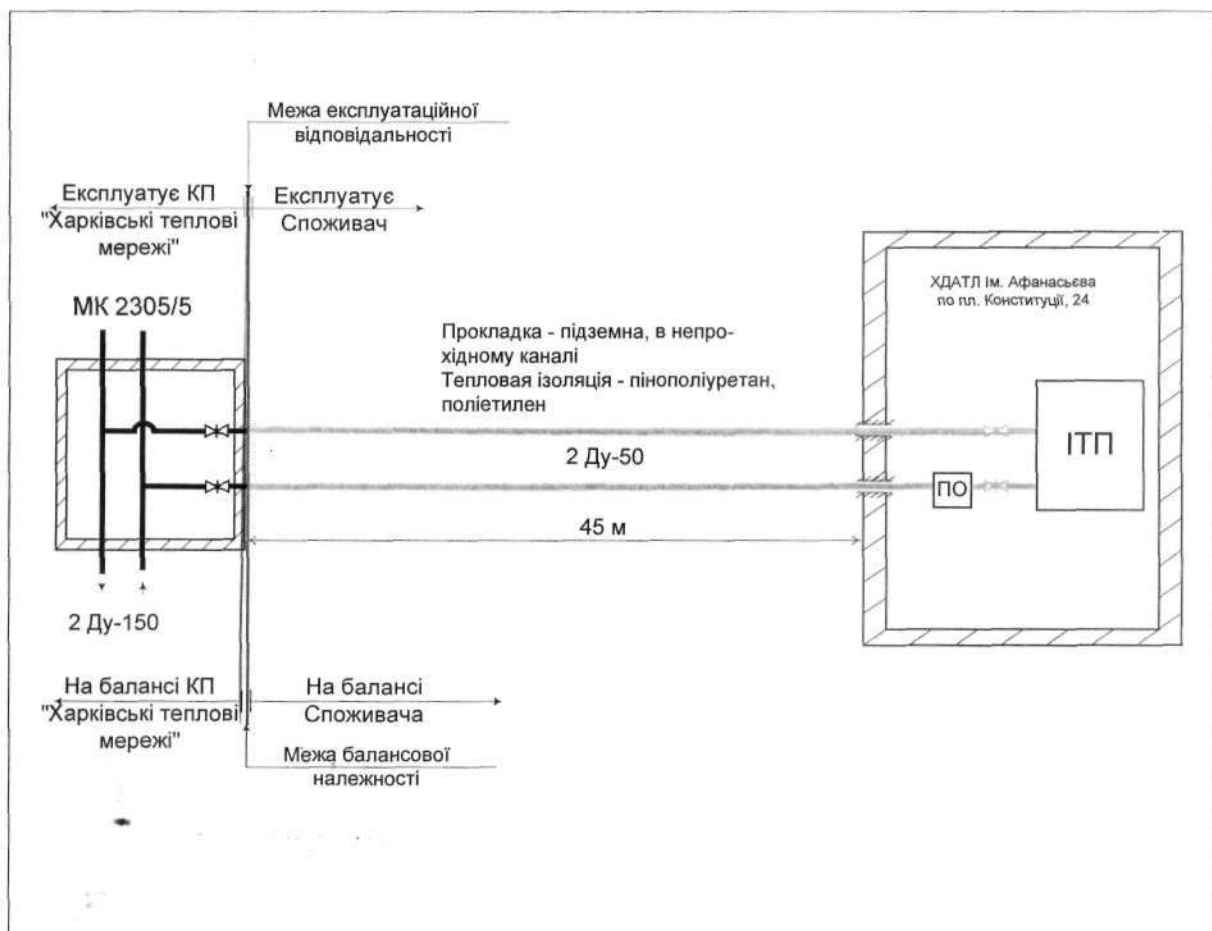 Межа експлуатаційної
відповідальності
Експлуатує КП
"Харківські теплові
мережі"
Експлуатує
Споживач
МК 2305/5
ХДАТЛ Ім. Афанасьєва
по пл. Конституції, 24
Прокладка - підземна, в непро-
хідному каналі
Тепловая ізоляція - пінополіуретан,
поліетилен
2 Ду-50
ІТП
ПО
45 м
2 Ду-150
На балансі КП
"Харківські теплові
мережі"
На балансі
Споживача
Межа балансової
належності